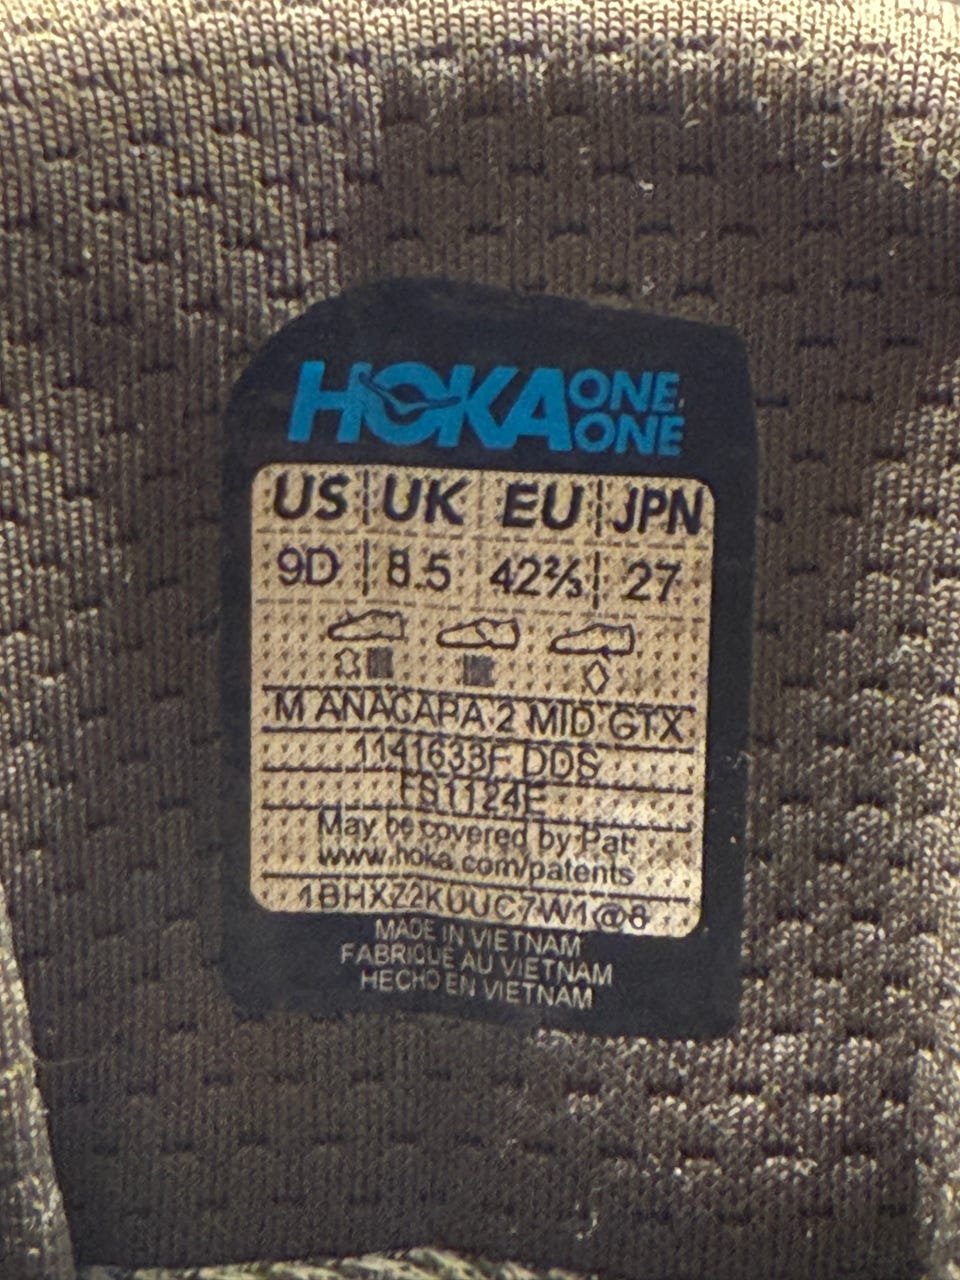 HOKA ONE ONE
US UK EU JPN
9D 8.5 42⅔ 27
M ANACAPA 2 MID GTX
1141633F DDS
FS1124E
May be covered by Pat:
www.hoka.com/patents
1BHXZ2KUUC7W1@8
MADE IN VIETNAM
FABRIQUÉ AU VIETNAM
HECHO EN VIETNAM